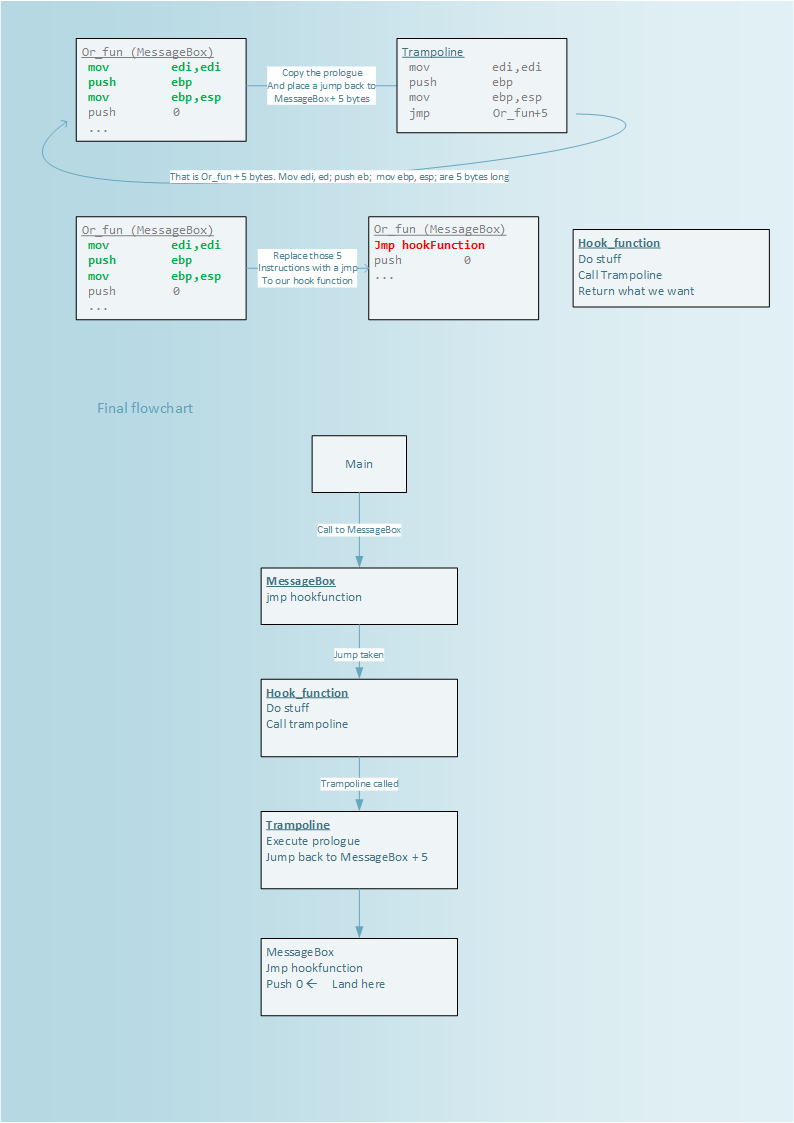 Or_fun (MessageBox)
mov edi,edi
push ebp
mov ebp,esp
push 0
...
Copy the prologue
And place a jump back to
MessageBox + 5 bytes
Trampoline
mov edi,edi
push ebp
mov ebp,esp
jmp Or_fun+5
That is Or_fun + 5 bytes. Mov edi, ed; push eb; mov ebp, esp; are 5 bytes long
Or_fun (MessageBox)
mov edi,edi
push ebp
mov ebp,esp
push 0
...
Replace those 5
Instructions with a jmp
To our hook function
Or_fun (MessageBox)
Jmp hookFunction
push 0
...
Hook_function
Do stuff
Call Trampoline
Return what we want
Final flowchart
Main
Call to MessageBox
MessageBox
jmp hookfunction
Jump taken
Hook_function
Do stuff
Call trampoline
Trampoline called
Trampoline
Execute prologue
Jump back to MessageBox + 5
MessageBox
Jmp hookfunction
Push 0 ← Land here